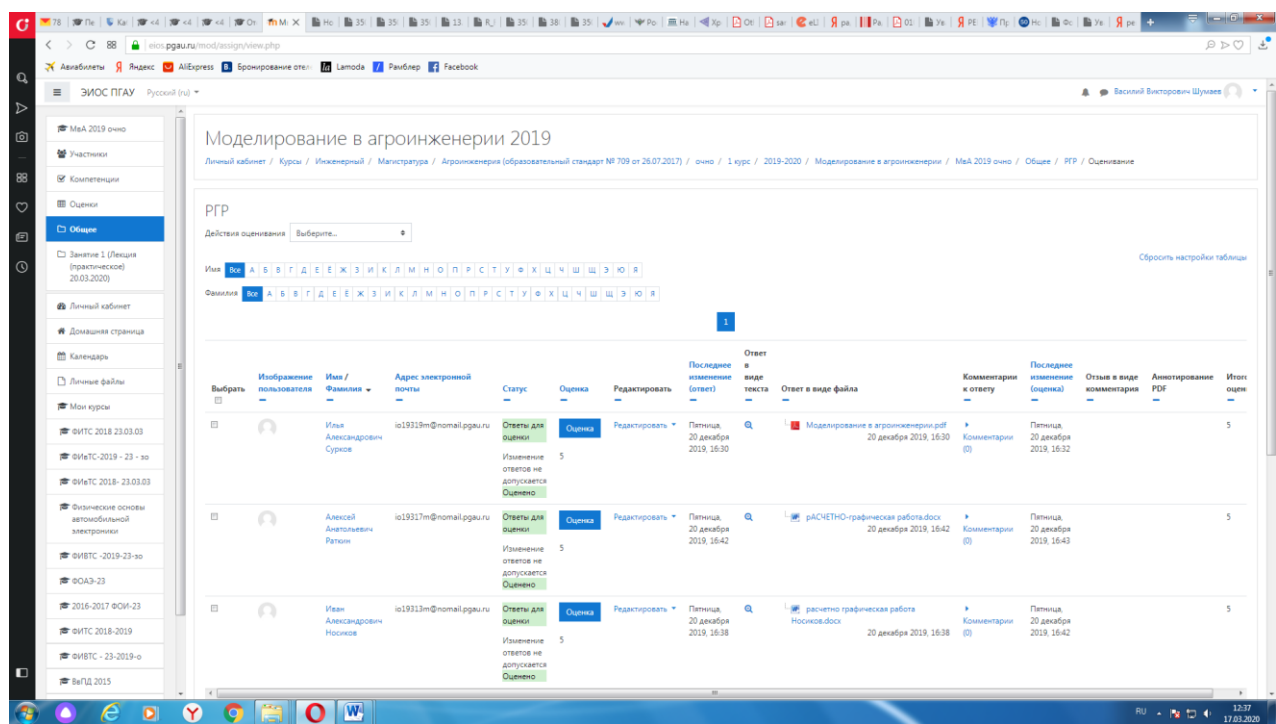 eios.pgau.ru/mod/assign/view.php
Авиабилеты Яндекс AliExpress Бронирование отел Lamoda Рамблер Facebook
ЭИОС ПГАУ Русский (ru)
Василий Викторович Шумаев
МвА 2019 очно
Участники
Компетенции
Оценки
Общее
Занятие 1 (Лекция
(практическое)
20.03.2020)
Личный кабинет
Домашняя страница
Календарь
Личные файлы
Мои курсы
ФИТС 2018 23.03.03
ФИвТС-2019 - 23 - зо
ФИвТС 2018- 23.03.03
Физические основы
автомобильной
электроники
ФИВТС -2019-23-зо
ФОАЭ-23
2016-2017 ФОИ-23
ФИТС 2018-2019
ФИВТС - 23-2019-о
ВвПД 2015
Моделирование в агроинженерии 2019
Личный кабинет / Курсы / Инженерный / Магистратура / Агроинженерия (образовательный стандарт № 709 от 26.07.2017) / очно / 1 курс / 2019-2020 / Моделирование в агроинженерии / МвА 2019 очно / Общее / РГР / Оценивание
РГР
Действия оценивания Выберите...
Сбросить настройки таблицы
Имя Все А Б В Г Д Е Ё Ж З И К Л М Н О П Р С Т У Ф Х Ц Ч Ш Щ Э Ю Я
Фамилия Все А Б В Г Д Е Ё Ж З И К Л М Н О П Р С Т У Ф Х Ц Ч Ш Щ Э Ю Я
1
Выбрать
Изображение
пользователя
Имя /
Фамилия
Адрес электронной
почты
Статус
Оценка
Редактировать
Последнее
изменение
(ответ)
Ответ
в
виде
текста
Ответ в виде файла
Комментарии
к ответу
Последнее
изменение
(оценка)
Отзыв в виде
комментария
Аннотирование
PDF
Илья
Александрович
Сурков
io19319m@nomail.pgau.ru
Ответы для
оценки
Изменение
ответов не
допускается
Оценено
Оценка
5
Редактировать
Пятница,
20 декабря
2019, 16:30
Моделирование в агроинженерии.pdf
20 декабря 2019, 16:30
Комментарии
(0)
Пятница,
20 декабря
2019, 16:32
5
Алексей
Анатольевич
Раткин
io19317m@nomail.pgau.ru
Ответы для
оценки
Изменение
ответов не
допускается
Оценено
Оценка
5
Редактировать
Пятница,
20 декабря
2019, 16:42
рАСЧЕТНО-графическая работа.docx
20 декабря 2019, 16:42
Комментарии
(0)
Пятница,
20 декабря
2019, 16:43
5
Иван
Александрович
Носиков
io19313m@nomail.pgau.ru
Ответы для
оценки
Изменение
ответов не
допускается
Оценено
Оценка
5
Редактировать
Пятница,
20 декабря
2019, 16:38
расчетно графическая работа
Носиков.docx
20 декабря 2019, 16:38
Комментарии
(0)
Пятница,
20 декабря
2019, 16:42
5
RU
12:37
17.03.2020